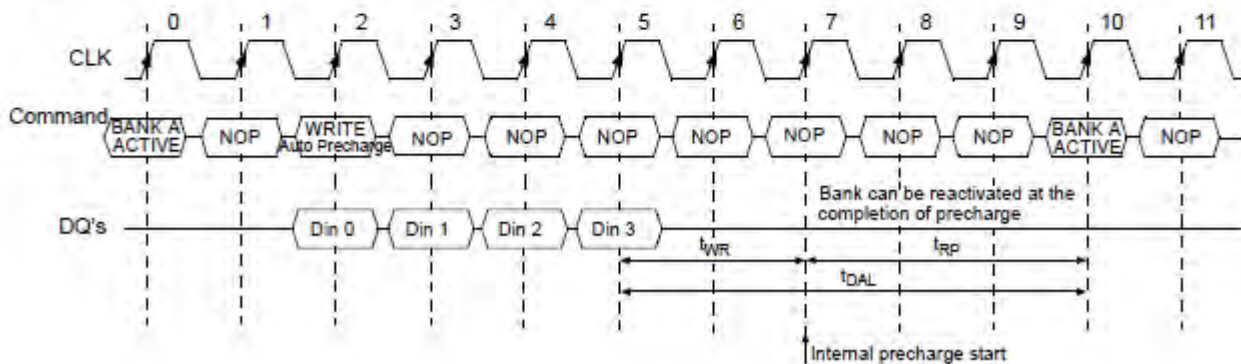 0 1 2 3 4 5 6 7 8 9 10 11
CLK
Command
BANK A ACTIVE
NOP
WRITE Auto Precharge
NOP
NOP
NOP
NOP
NOP
NOP
NOP
BANK A ACTIVE
NOP
Bank can be reactivated at the
completion of precharge
DQ's
Din 0
Din 1
Din 2
Din 3
tWR
tRP
tDAL
Internal precharge start